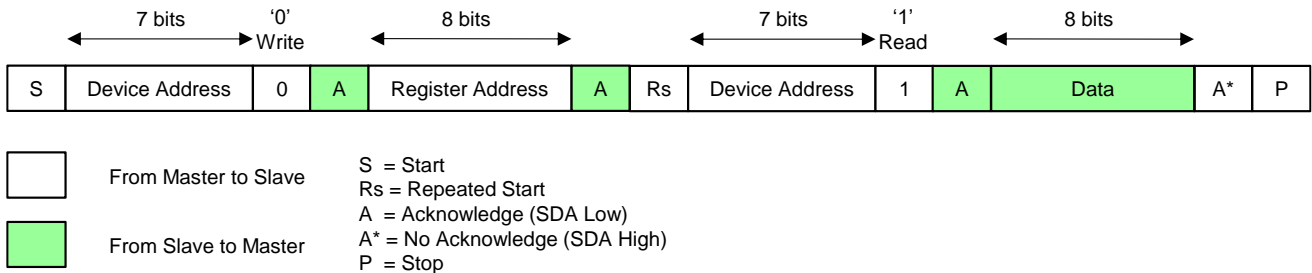 7 bits ‘0’ 8 bits 7 bits ‘1’ 8 bits
Write Read
S Device Address 0 A Register Address A Rs Device Address 1 A Data A* P
From Master to Slave
From Slave to Master
S = Start
Rs = Repeated Start
A = Acknowledge (SDA Low)
A* = No Acknowledge (SDA High)
P = Stop